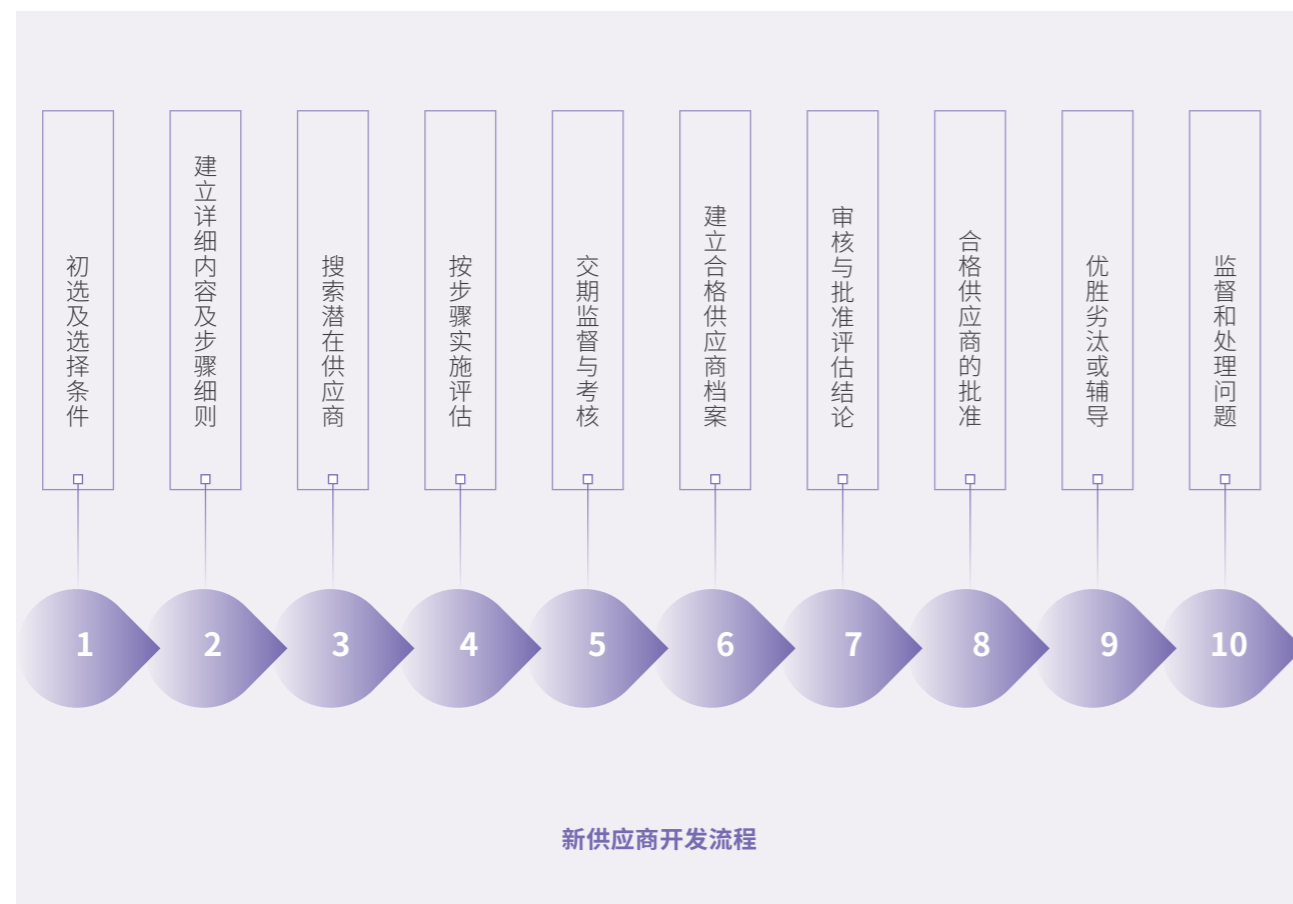 初选及选择条件
建立详细内容及步骤细则
搜索潜在供应商
按步骤实施评估
交期监督与考核
建立合格供应商档案
审核与批准评估结论
合格供应商的批准
优胜劣汰或辅导
监督和处理问题
1
2
3
4
5
6
7
8
9
10
新供应商开发流程